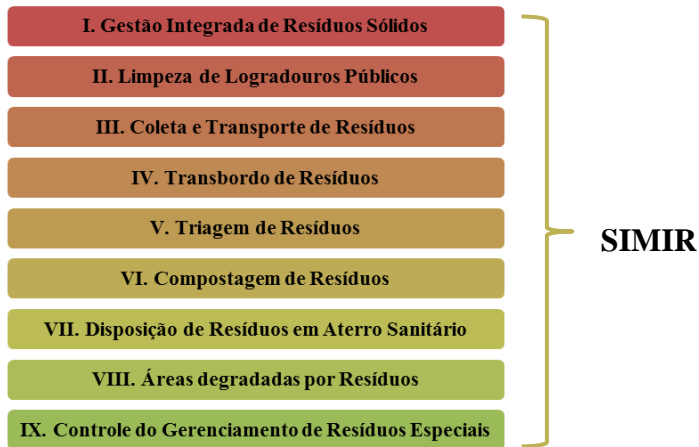 I. Gestão Integrada de Resíduos Sólidos
II. Limpeza de Logradouros Públicos
III. Coleta e Transporte de Resíduos
IV. Transbordo de Resíduos
V. Triagem de Resíduos
VI. Compostagem de Resíduos
VII. Disposição de Resíduos em Aterro Sanitário
VIII. Áreas degradadas por Resíduos
IX. Controle do Gerenciamento de Resíduos Especiais
SIMIR